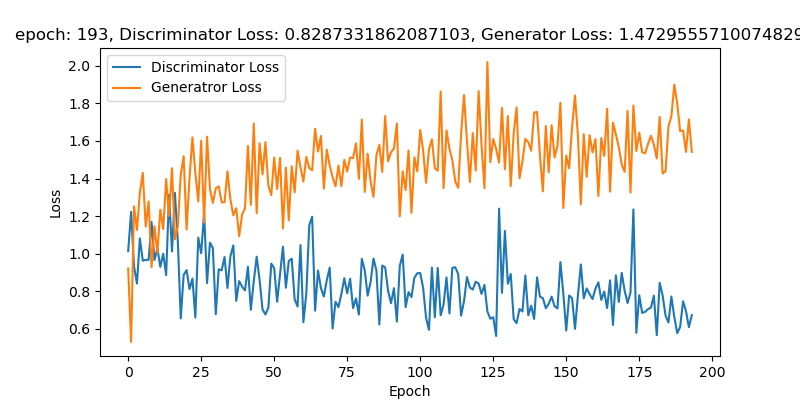 epoch: 193, Discriminator Loss: 0.8287331862087103, Generator Loss: 1.4729555710074829
Discriminator Loss
Generatror Loss
2.0
1.8
1.6
1.4
1.2
1.0
0.8
0.6
Loss
0 25 50 75 100 125 150 175 200
Epoch